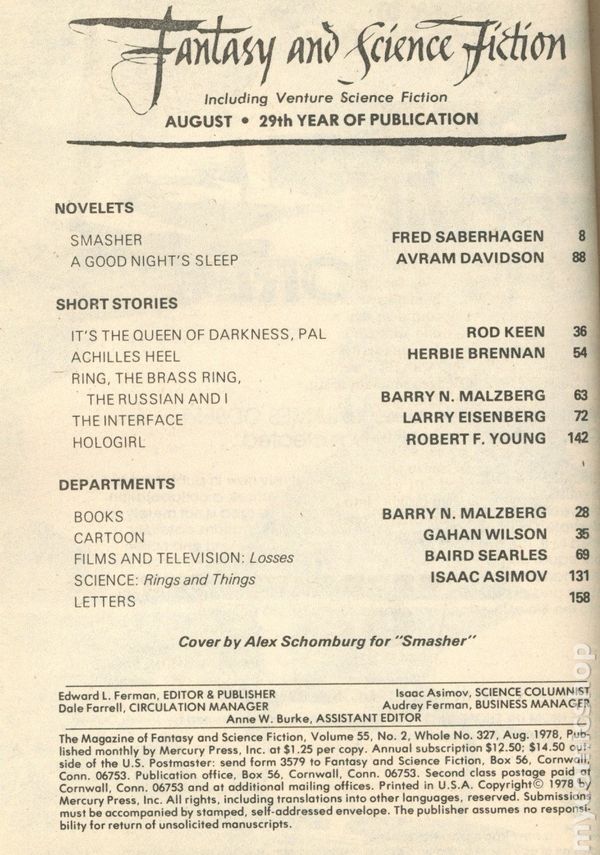 Fantasy and Science Fiction
Including Venture Science Fiction
AUGUST • 29th YEAR OF PUBLICATION
NOVELETS
SMASHER FRED SABERHAGEN 8
A GOOD NIGHT'S SLEEP AVRAM DAVIDSON 88
SHORT STORIES
IT'S THE QUEEN OF DARKNESS, PAL ROD KEEN 36
ACHILLES HEEL HERBIE BRENNAN 54
RING, THE BRASS RING,
THE RUSSIAN AND I BARRY N. MALZBERG 63
THE INTERFACE LARRY EISENBERG 72
HOLOGIRL ROBERT F. YOUNG 142
DEPARTMENTS
BOOKS BARRY N. MALZBERG 28
CARTOON GAHAN WILSON 35
FILMS AND TELEVISION: Losses BAIRD SEARLES 69
SCIENCE: Rings and Things ISAAC ASIMOV 131
LETTERS 158
Cover by Alex Schomburg for "Smasher"
Edward L. Ferman, EDITOR & PUBLISHER Isaac Asimov, SCIENCE COLUMNIST
Dale Farrell, CIRCULATION MANAGER Audrey Ferman, BUSINESS MANAGER
Anne W. Burke, ASSISTANT EDITOR
The Magazine of Fantasy and Science Fiction, Volume 55, No. 2, Whole No. 327, Aug. 1978, Pub-
lished monthly by Mercury Press, Inc. at $1.25 per copy. Annual subscription $12.50; $14.50 out-
side of the U.S. Postmaster: send form 3579 to Fantasy and Science Fiction, Box 56, Cornwall,
Conn. 06753. Publication office, Box 56, Cornwall, Conn. 06753. Second class postage paid at
Cornwall, Conn. 06753 and at additional mailing offices. Printed in U.S.A. Copyright© 1978 by
Mercury Press, Inc. All rights, including translations into other languages, reserved. Submissions
must be accompanied by stamped, self-addressed envelope. The publisher assumes no responsi-
bility for return of unsolicited manuscripts.
mycomicshop